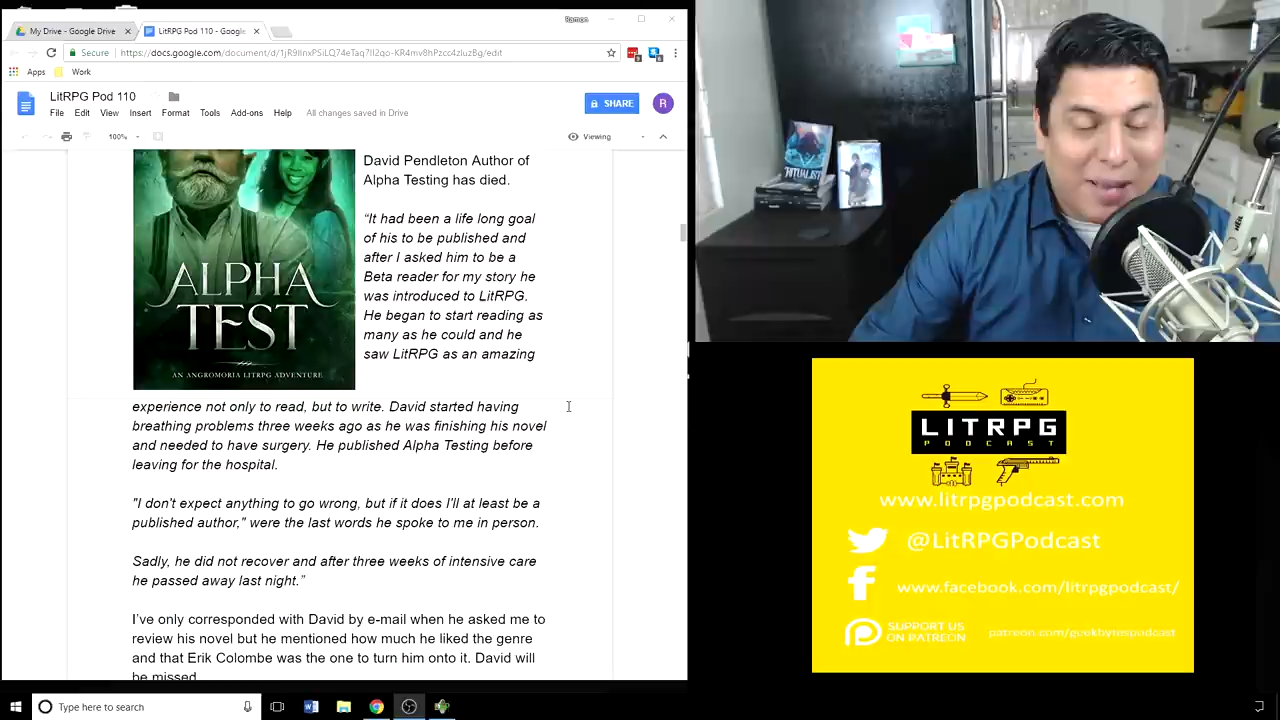 Ramon
My Drive - Google Drive
LitRPG Pod 110 - Google
Secure
Apps
Work
LitRPG Pod 110
File Edit View Insert Format Tools Add-ons Help All changes saved in Drive
SHARE
R
100%
Viewing
David Pendleton Author of
Alpha Testing has died.
“It had been a life long goal
of his to be published and
after I asked him to be a
Beta reader for my story he
was introduced to LitRPG.
He began to start reading as
many as he could and he
saw LitRPG as an amazing
ALPHA
TEST
AN ANGROMORIA LITRPG ADVENTURE
experience not only to read, but to write. David started having
breathing problems three weeks ago as he was finishing his novel
and needed to have surgery. He published Alpha Testing before
leaving for the hospital.
"I don't expect anything to go wrong, but if it does I'll at least be a
published author," were the last words he spoke to me in person.
Sadly, he did not recover and after three weeks of intensive care
he passed away last night.”
I’ve only corresponded with David by e-mail when he asked me to
review his novel but he mentioned how much he liked the genre
and that Erik Colombe was the one to turn him onto it. David will
be missed
Type here to search
RITUALIST
HEIL
LITRPG
PODCAST
www.litrpgpodcast.com
@LitRPGPodcast
www.facebook.com/litrpgpodcast/
SUPPORT US
ON PATREON
patreon.com/geekbytespodcast